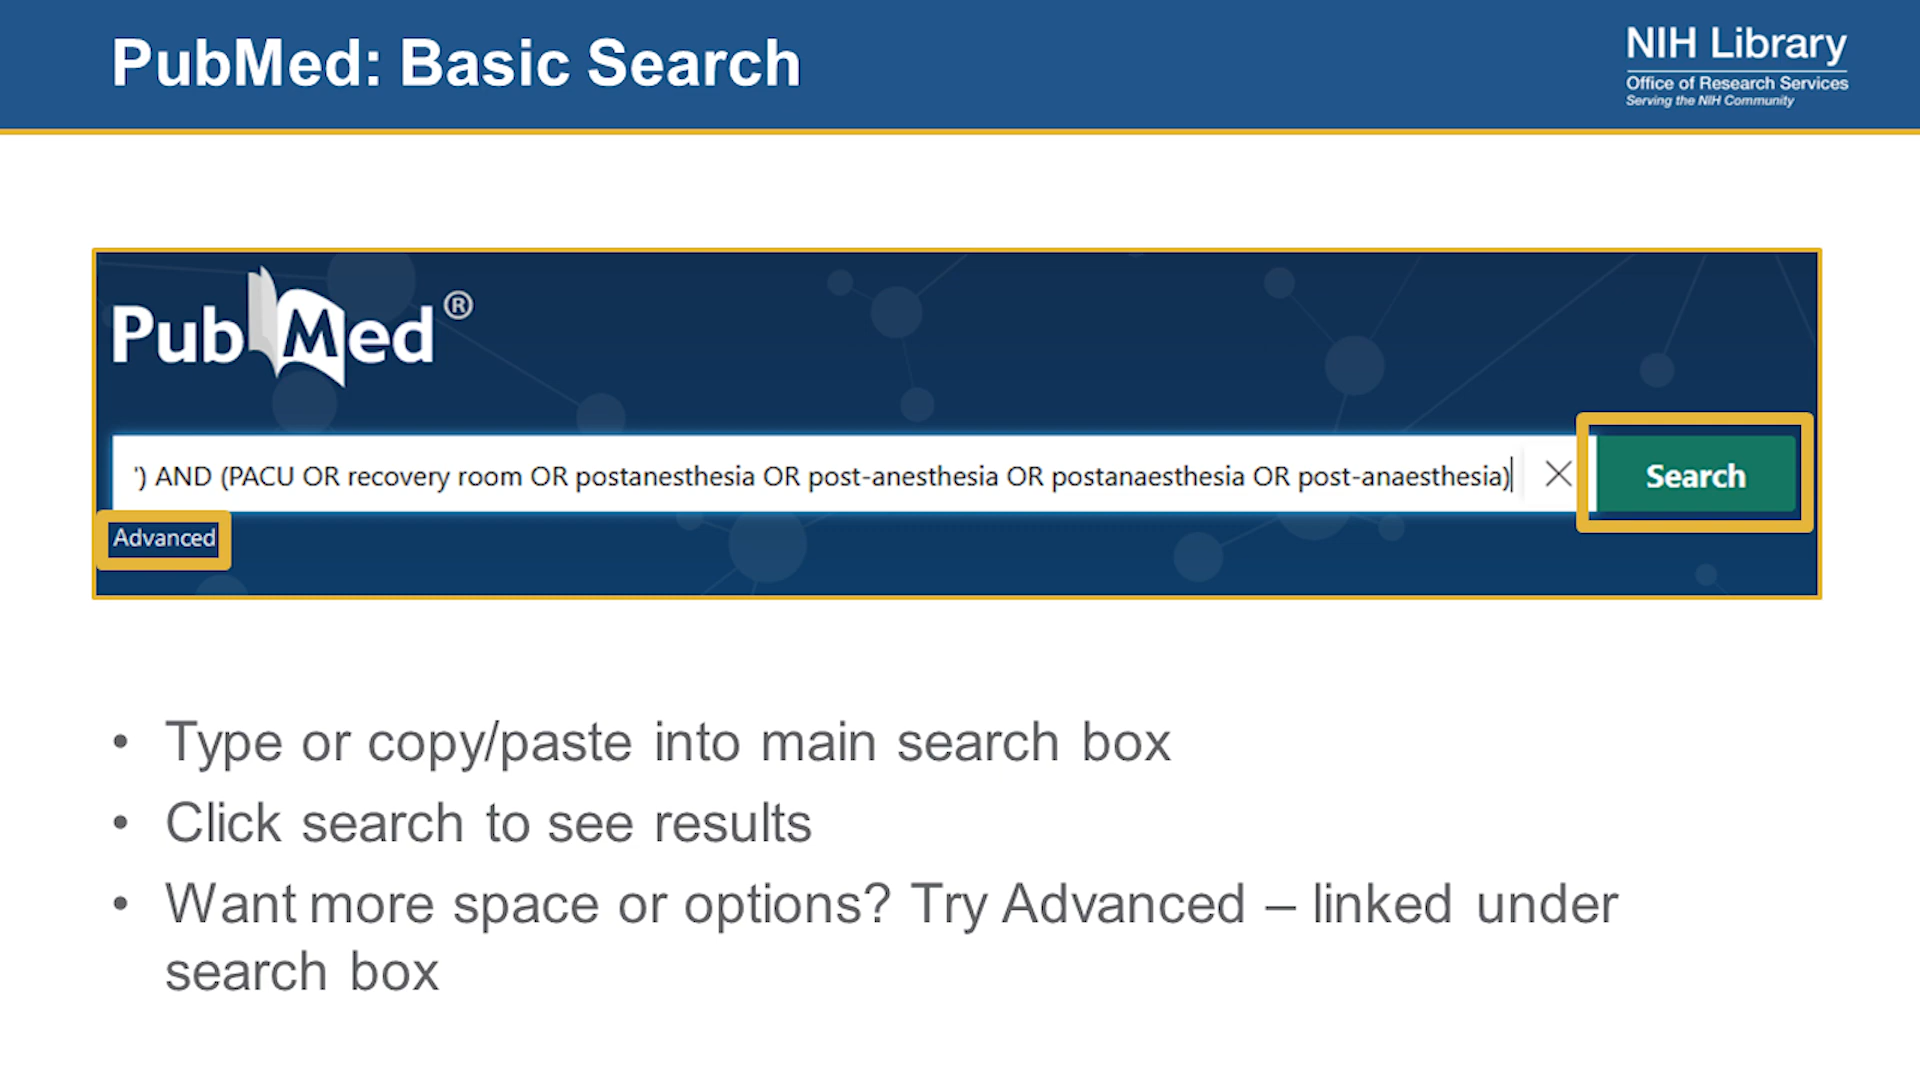 PubMed: Basic Search
NIH Library
Office of Research Services
Serving the NIH Community
PubMed®
') AND (PACU OR recovery room OR postanesthesia OR post-anesthesia OR postanaesthesia OR post-anaesthesia)
Search
Advanced
• Type or copy/paste into main search box
• Click search to see results
• Want more space or options? Try Advanced – linked under
search box